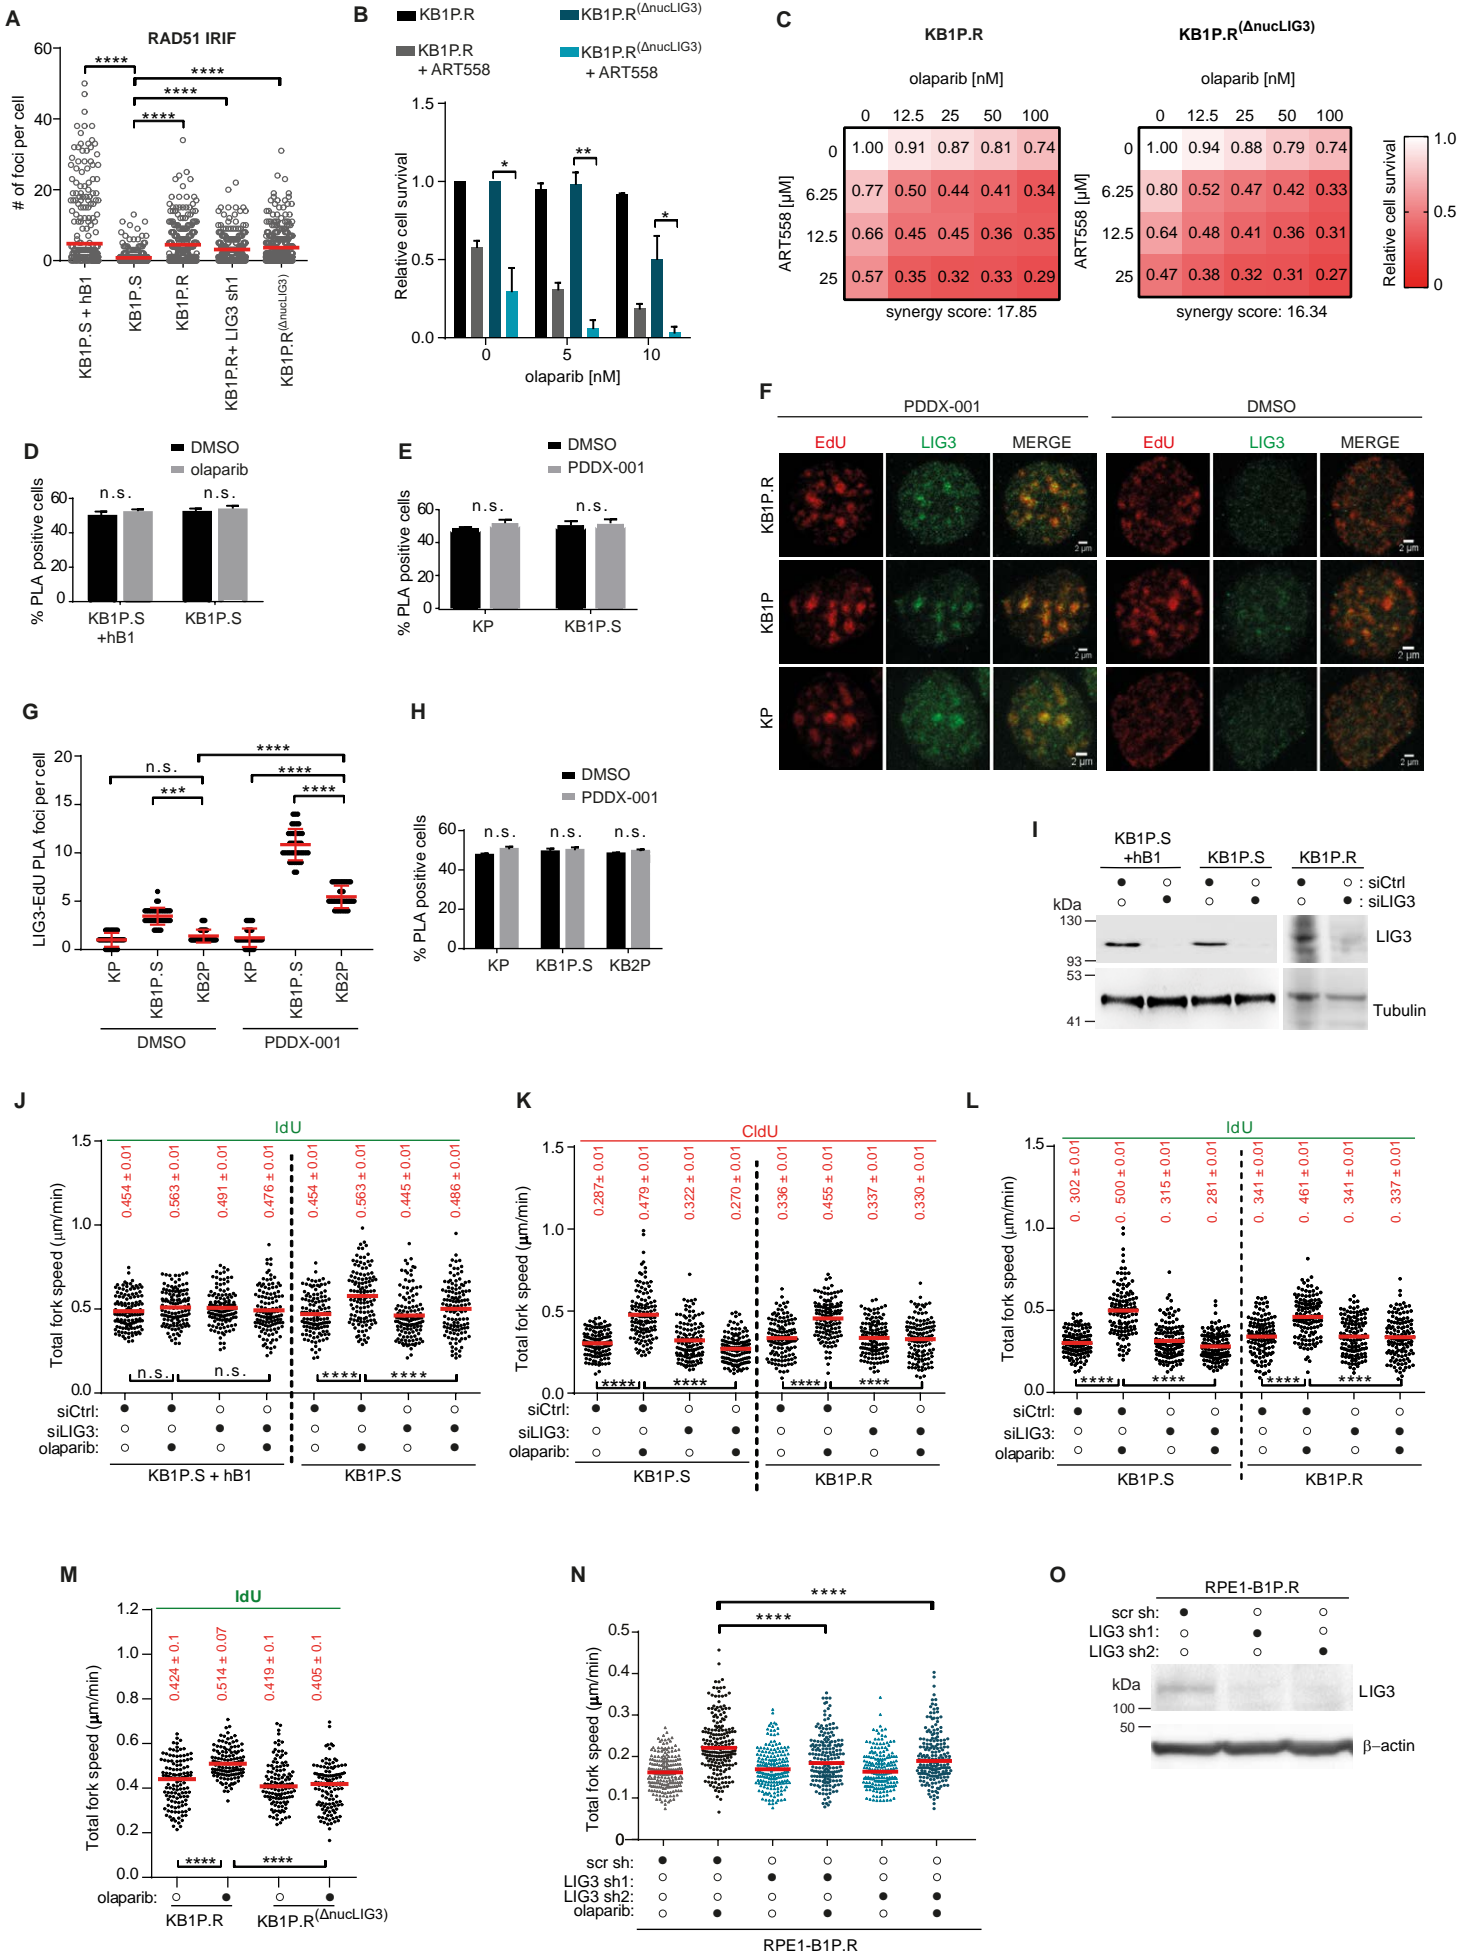 A
RAD51 IRIF
# of foci per cell
60
40
20
0
****
****
****
****
KB1P.S + hB1
KB1P.S
KB1P.R
KB1P.R+ LIG3 sh1
KB1P.R(ΔnucLIG3)
B
KB1P.R
KB1P.R(ΔnucLIG3)
KB1P.R
+ ART558
KB1P.R(ΔnucLIG3)
+ ART558
Relative cell survival
1.5
1.0
0.5
0.0
*
**
*
0 5 10
olaparib [nM]
C
KB1P.R
olaparib [nM]
0 12.5 25 50 100
ART558 [µM]
0 1.00 0.91 0.87 0.81 0.74
6.25 0.77 0.50 0.44 0.41 0.34
12.5 0.66 0.45 0.45 0.36 0.35
25 0.57 0.35 0.32 0.33 0.29
synergy score: 17.85
KB1P.R(ΔnucLIG3)
olaparib [nM]
0 12.5 25 50 100
ART558 [µM]
0 1.00 0.94 0.88 0.79 0.74
6.25 0.80 0.52 0.47 0.42 0.33
12.5 0.64 0.48 0.41 0.36 0.31
25 0.47 0.38 0.32 0.31 0.27
synergy score: 16.34
Relative cell survival
1.0
0.5
0
D
DMSO
olaparib
% PLA positive cells
60
40
20
0
n.s. n.s.
KB1P.S
+hB1
KB1P.S
E
DMSO
PDDX-001
% PLA positive cells
60
40
20
0
n.s. n.s.
KP KB1P.S
F
PDDX-001 DMSO
EdU LIG3 MERGE EdU LIG3 MERGE
KB1P.R
2 µm 2 µm
KB1P
2 µm 2 µm
KP
2 µm 2 µm
G
LIG3-EdU PLA foci per cell
20
15
10
5
0
****
n.s. ****
*** ****
KP
KB1P.S
KB2P
KP
KB1P.S
KB2P
DMSO PDDX-001
H
DMSO
PDDX-001
% PLA positive cells
60
40
20
0
n.s. n.s. n.s.
KP KB1P.S KB2P
I
KB1P.S
+hB1
KB1P.S KB1P.R
: siCtrl
: siLIG3
kDa
130
93
53
41
LIG3
Tubulin
J
IdU
Total fork speed (µm/min)
1.5
1.0
0.5
0.0
0.454 ± 0.01
0.563 ± 0.01
0.491 ± 0.01
0.476 ± 0.01
0.454 ± 0.01
0.563 ± 0.01
0.445 ± 0.01
0.486 ± 0.01
n.s. n.s. **** ****
siCtrl:
siLIG3:
olaparib:
KB1P.S + hB1 KB1P.S
K
CldU
Total fork speed (µm/min)
1.5
1.0
0.5
0.0
0.287± 0.01
0.479 ± 0.01
0.322 ± 0.01
0.270 ± 0.01
0.336 ± 0.01
0.455 ± 0.01
0.337 ± 0.01
0.330 ± 0.01
**** **** **** ****
siCtrl:
siLIG3:
olaparib:
KB1P.S KB1P.R
L
IdU
Total fork speed (µm/min)
1.5
1.0
0.5
0.0
0. 302 ± 0.01
0. 500 ± 0.01
0. 315 ± 0.01
0. 281 ± 0.01
0. 341 ± 0.01
0. 461 ± 0.01
0. 341 ± 0.01
0. 337 ± 0.01
**** **** **** ****
siCtrl:
siLIG3:
olaparib:
KB1P.S KB1P.R
M
IdU
Total fork speed (µm/min)
1.2
1.0
0.8
0.6
0.4
0.2
0.0
0.424 ± 0.1
0.514 ± 0.07
0.419 ± 0.1
0.405 ± 0.1
**** ****
olaparib:
KB1P.R KB1P.R(ΔnucLIG3)
N
Total fork speed (µm/min)
0.5
0.4
0.3
0.2
0.1
0
****
****
scr sh:
LIG3 sh1:
LIG3 sh2:
olaparib:
RPE1-B1P.R
O
RPE1-B1P.R
scr sh:
LIG3 sh1:
LIG3 sh2:
kDa
100
50
LIG3
β–actin